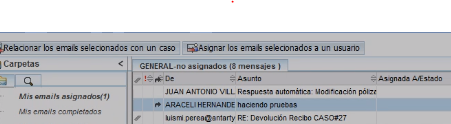 Relacionar los emails seleccionados con un caso Asignar los emails seleccionados a un usuario
Carpetas < GENERAL-no asignados (8 mensajes )
De Asunto Asignada A/Estado
JUAN ANTONIO VILL Respuesta automática: Modificación póliza
Mis emails asignados(1) ARACELI HERNANDE haciendo pruebas
Mis emails completados luismi.perea@antarty RE: Devolución Recibo CASO#27